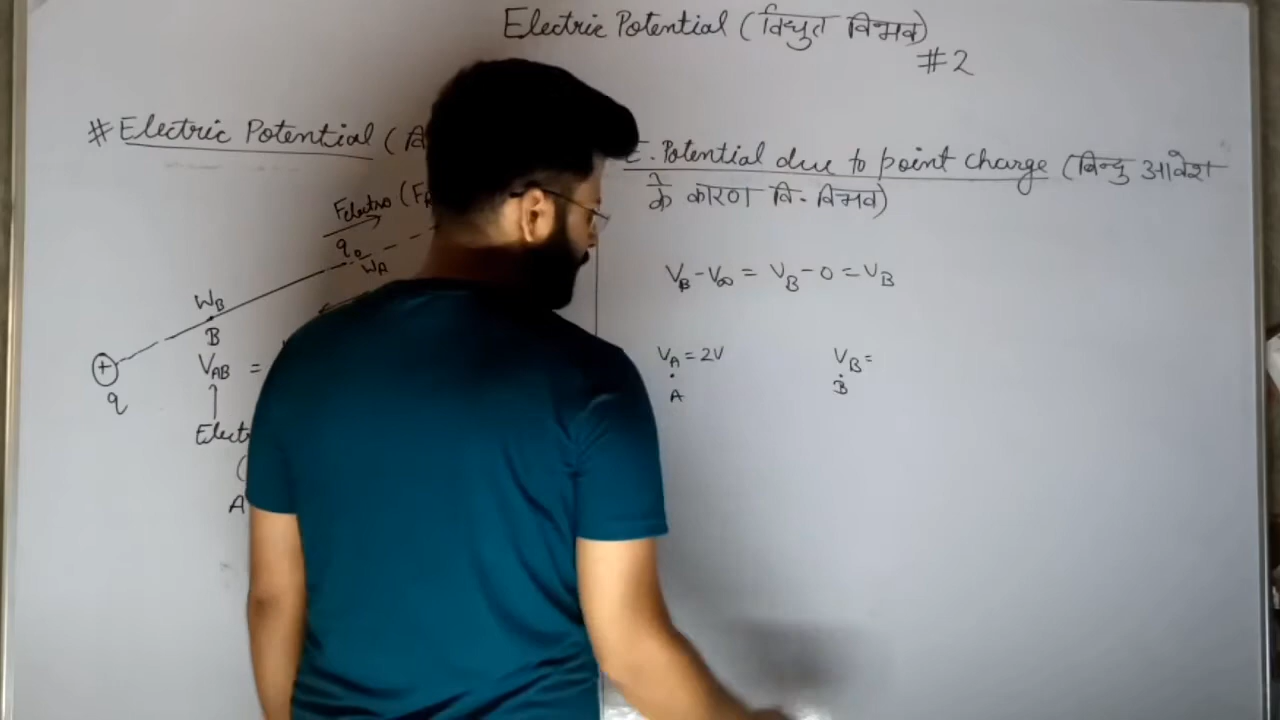 Electric Potential (विधुत विभव)
#2
# Electric Potential (वि
Felectro (F
q₀
W_A
W_B
B
+
q
V_AB =
Elect
(
A
E. Potential due to point charge (बिन्दु आवेश
के कारण वि. विभव)
V_B - V_∞ = V_B - 0 = V_B
V_A = 2V
A
V_B =
B